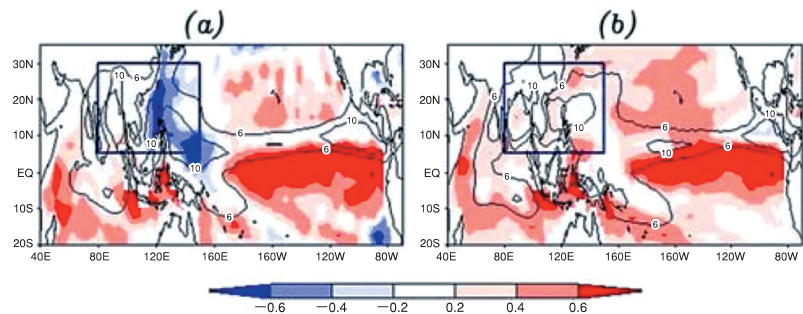 (a) (b)
30N 30N
20N 20N
10N 10N
EQ EQ
10S 10S
20S 20S
10 6 10 10 6 10 6 6
6 10 6 10 6 10 10 6 6 6
40E 80E 120E 160E 160W 120W 80W 40E 80E 120E 160E 160W 120W 80W
−0.6 −0.4 −0.2 0.2 0.4 0.6